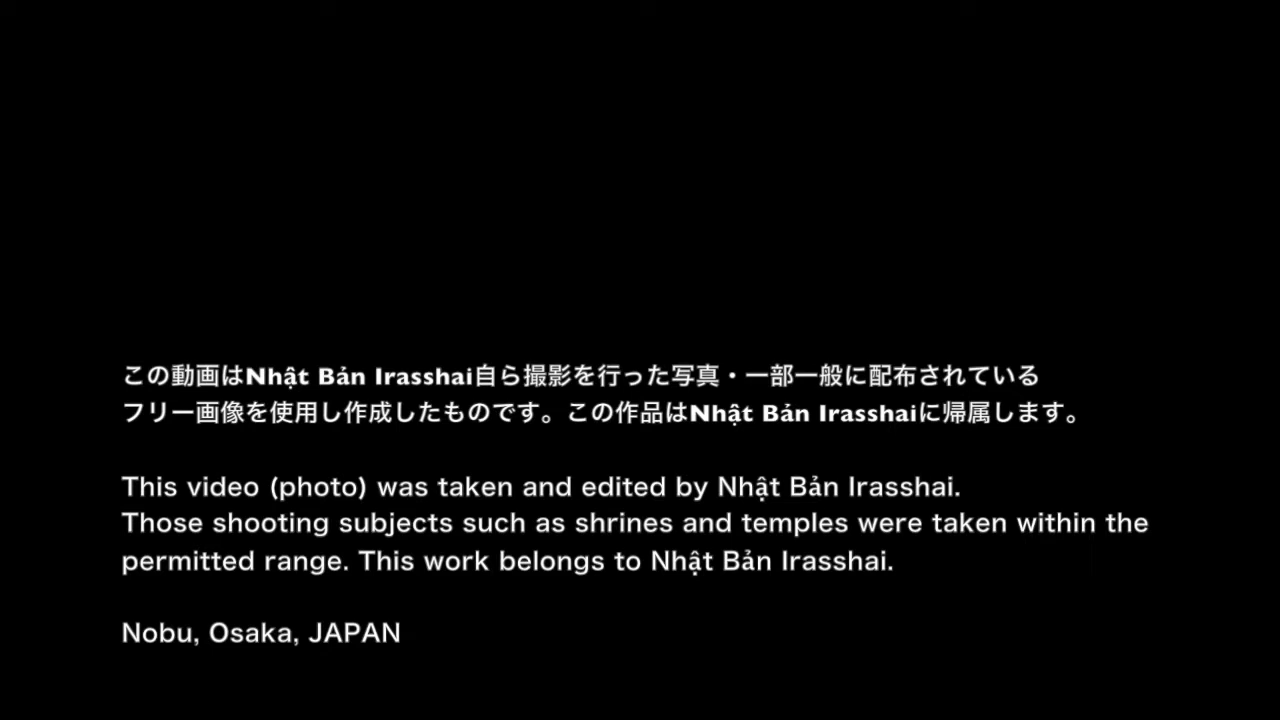 この動画はNhật Bản Irasshai自ら撮影を行った写真・一部一般に配布されている
フリー画像を使用し作成したものです。この作品はNhật Bản Irasshaiに帰属します。
This video (photo) was taken and edited by Nhật Bản Irasshai.
Those shooting subjects such as shrines and temples were taken within the
permitted range. This work belongs to Nhật Bản Irasshai.
Nobu, Osaka, JAPAN